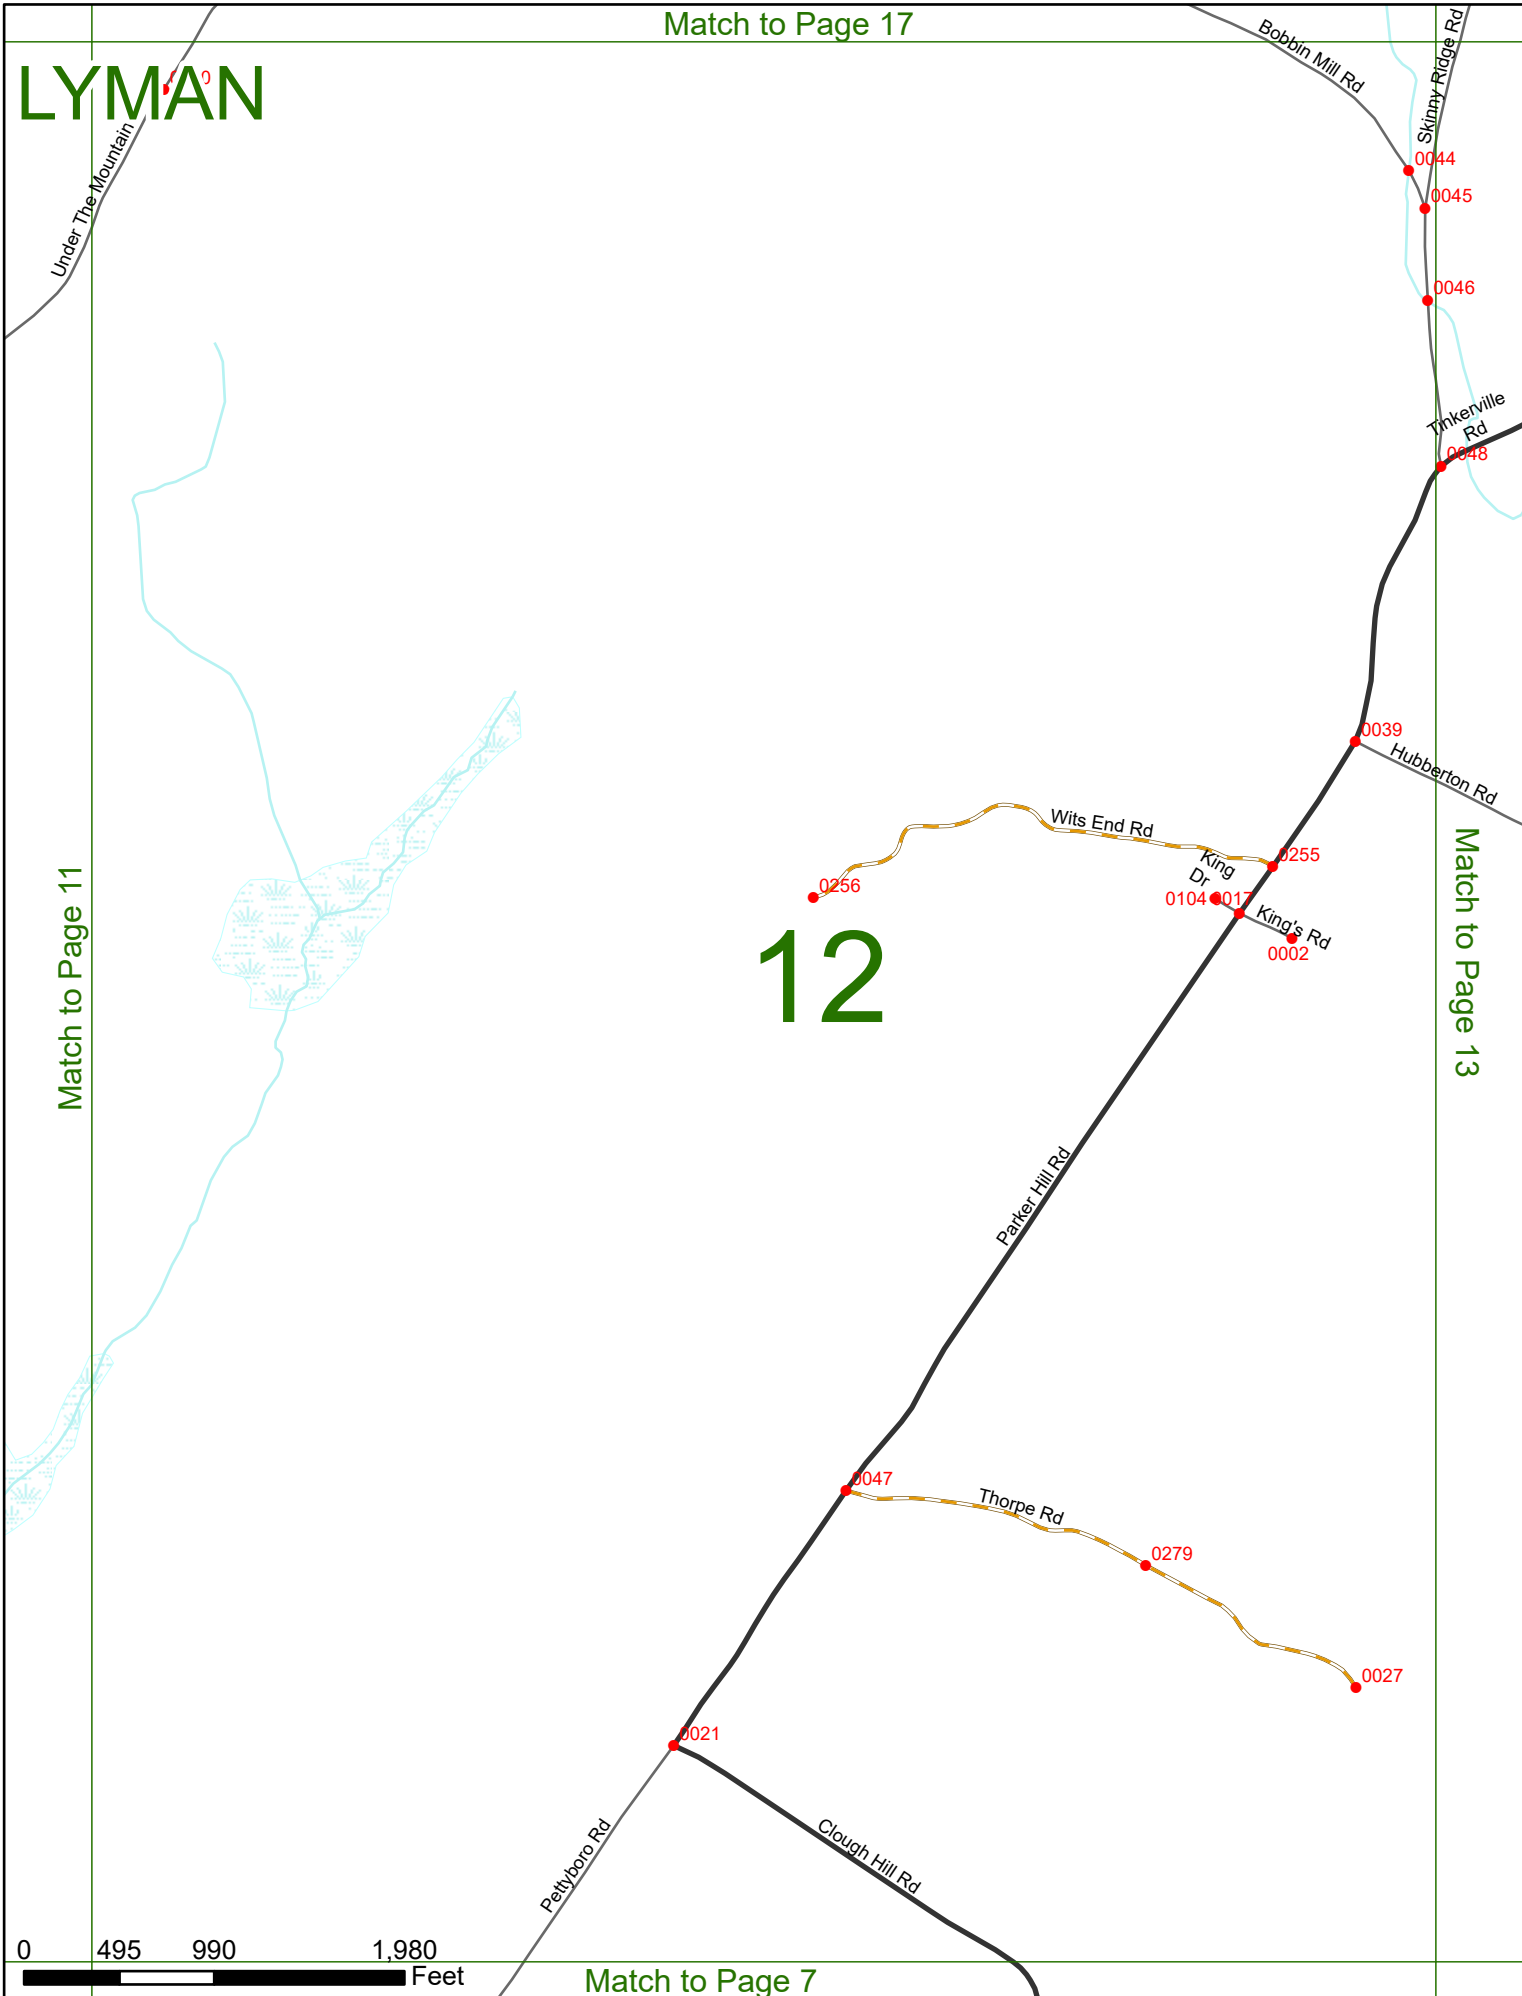 Match to Page 17
LYMAN
Bobbin Mill Rd
Skinny Ridge Rd
Under The Mountain
0044
0045
0046
Tinkerville
Rd
0048
0039
Hubberton Rd
Wits End Rd
0255
King
Dr
0256
0104
King's Rd
0002
12
Match to Page 11
Match to Page 13
Parker Hill Rd
0047
Thorpe Rd
0279
0027
0021
Pettyboro Rd
Clough Hill Rd
0 495 990 1,980
Feet
Match to Page 7